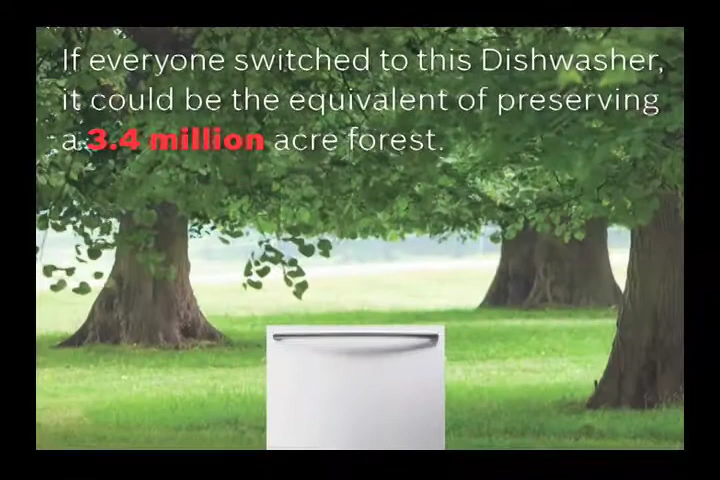 If everyone switched to this Dishwasher,
it could be the equivalent of preserving
a 3.4 million acre forest.